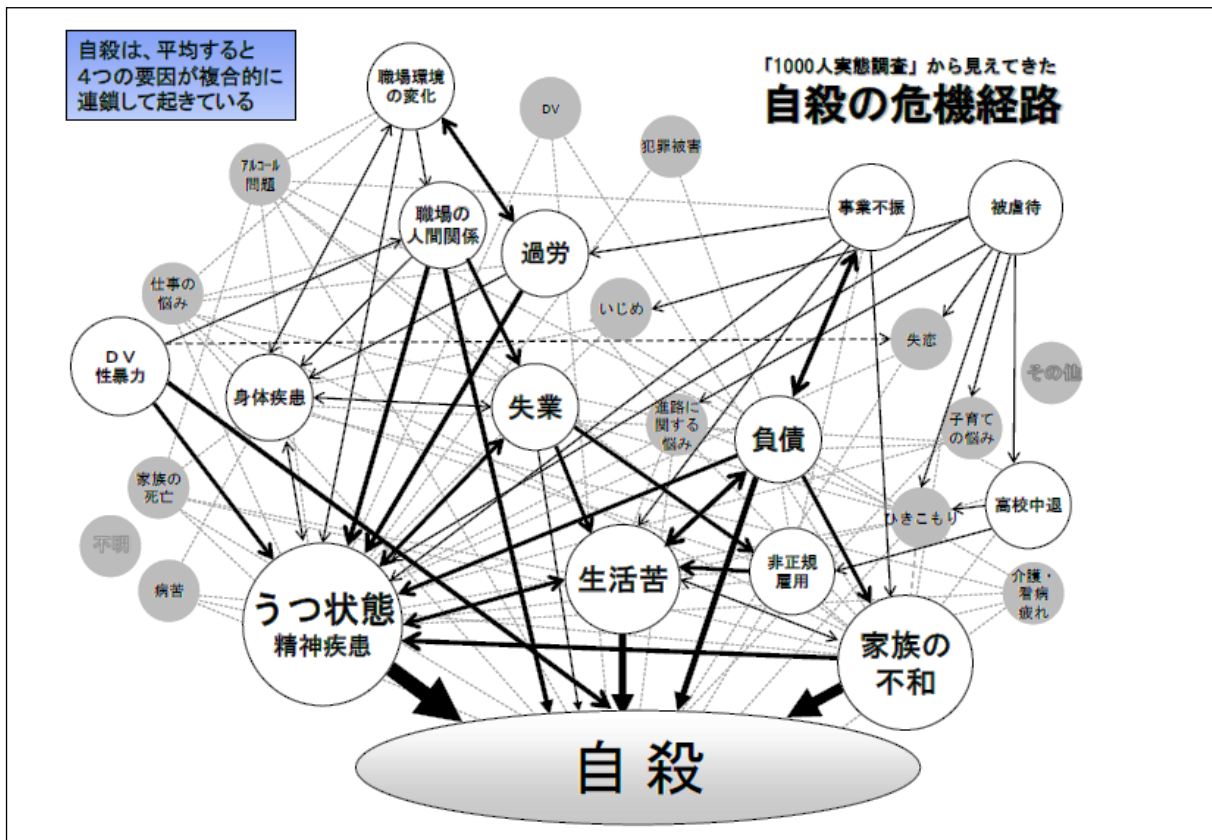 自殺は、平均すると
4つの要因が複合的に
連鎖して起きている
「1000人実態調査」から見えてきた
自殺の危機経路
職場環境
の変化
DV
犯罪被害
アルコール
問題
職場の
人間関係
過労
事業不振
被虐待
仕事の
悩み
いじめ
失恋
その他
DV
性暴力
身体疾患
失業
進路に
関する
悩み
負債
子育て
の悩み
家族の
死亡
ひきこもり
高校中退
不明
病苦
うつ状態
精神疾患
生活苦
非正規
雇用
介護・
看病
疲れ
家族の
不和
自殺